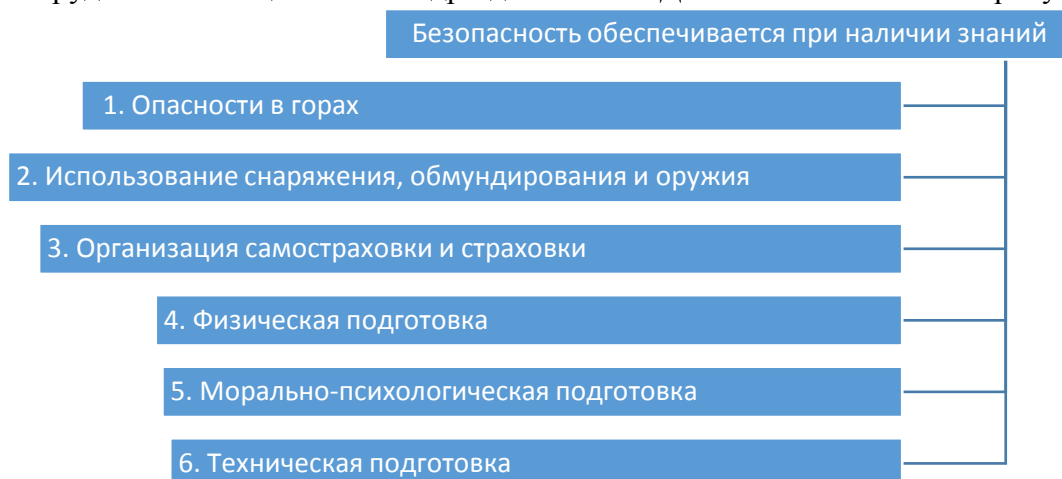 Безопасность обеспечивается при наличии знаний
1. Опасности в горах
2. Использование снаряжения, обмундирования и оружия
3. Организация самостраховки и страховки
4. Физическая подготовка
5. Морально-психологическая подготовка
6. Техническая подготовка